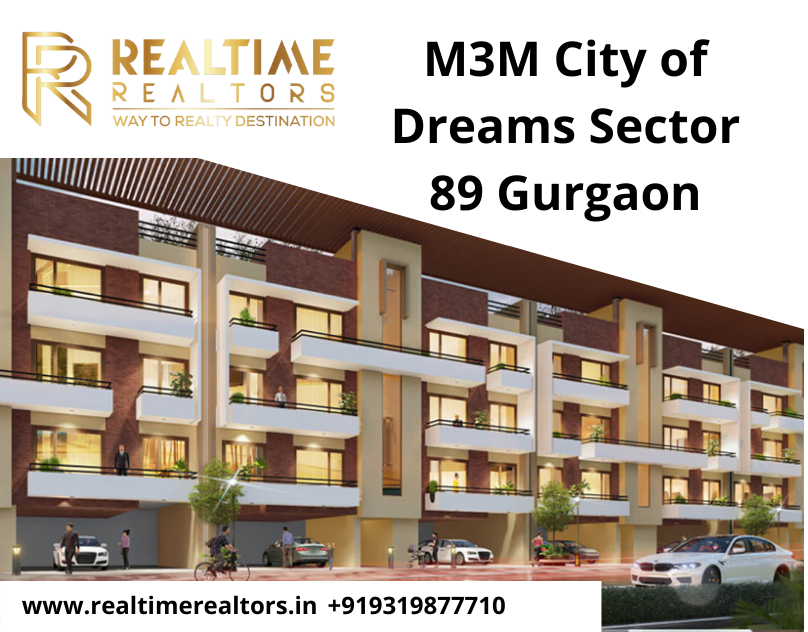 REALTIME
REALTORS
WAY TO REALTY DESTINATION
M3M City of
Dreams Sector
89 Gurgaon
www.realtimerealtors.in +919319877710